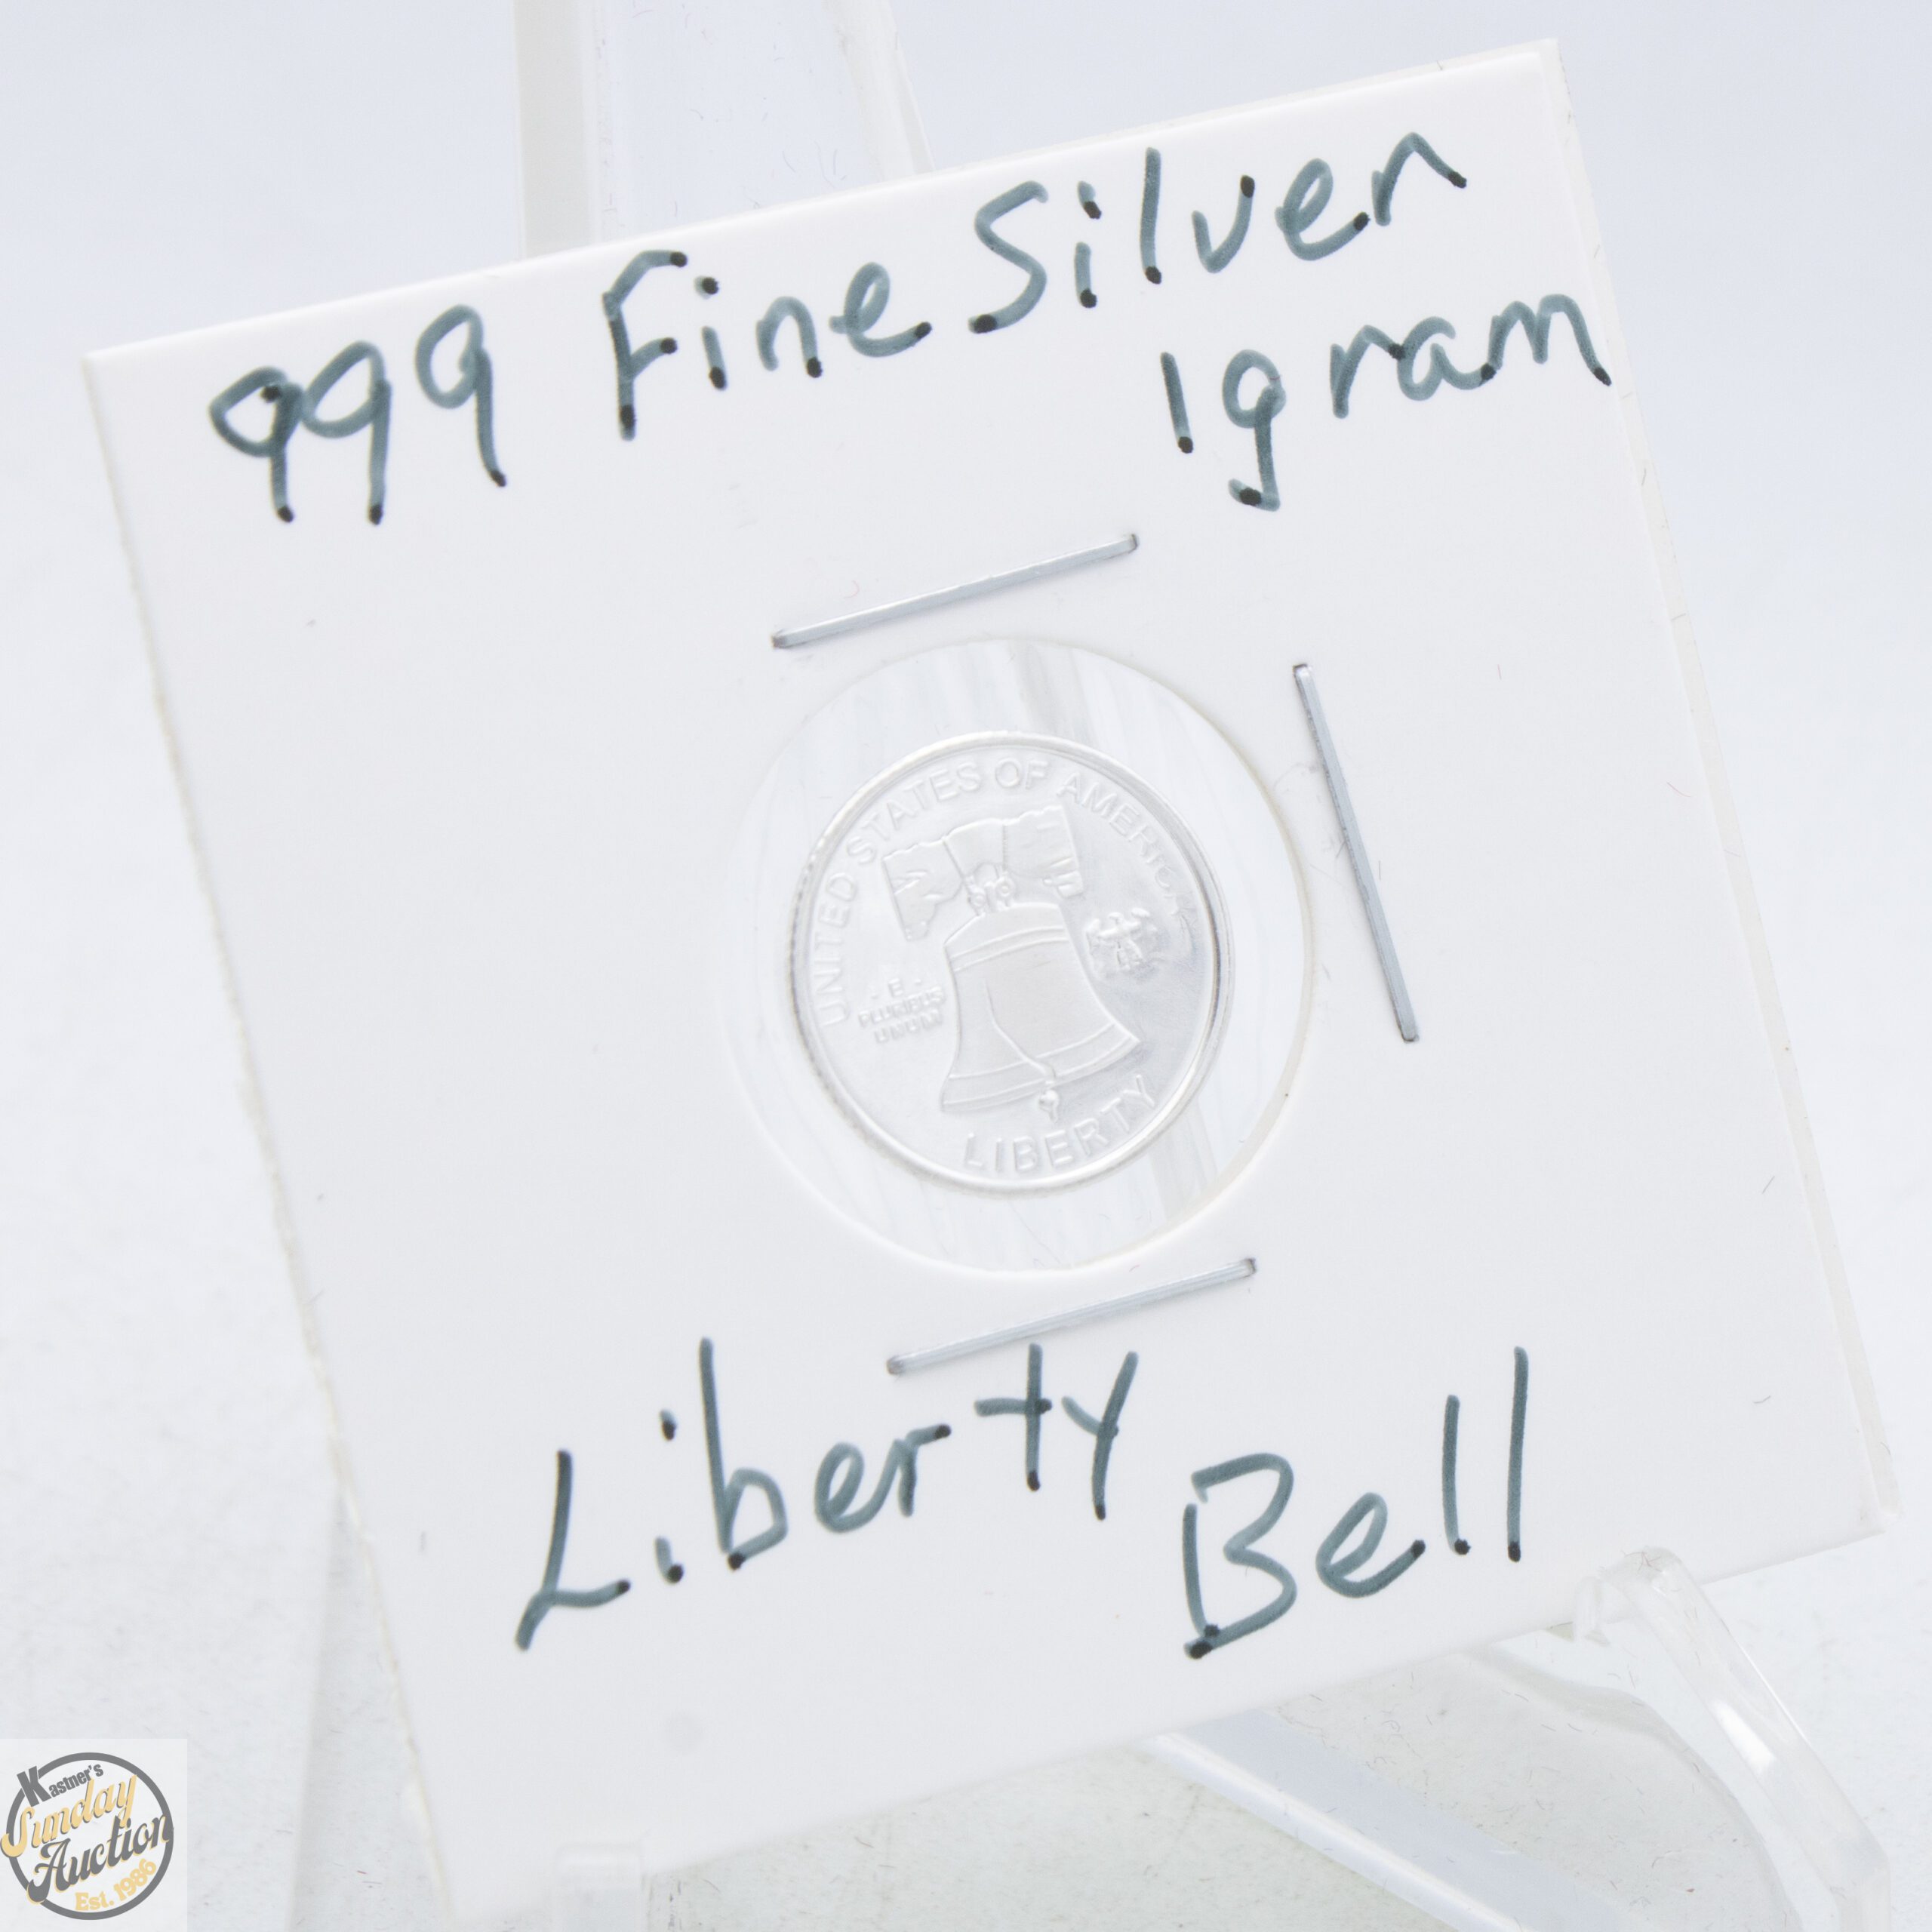 999 Fine Silver
1gram
UNITED STATES OF AMERICA
· E ·
PLURIBUS
UNUM
LIBERTY
Liberty
Bell
Kastner's
Sunday
Auction
Est. 1986